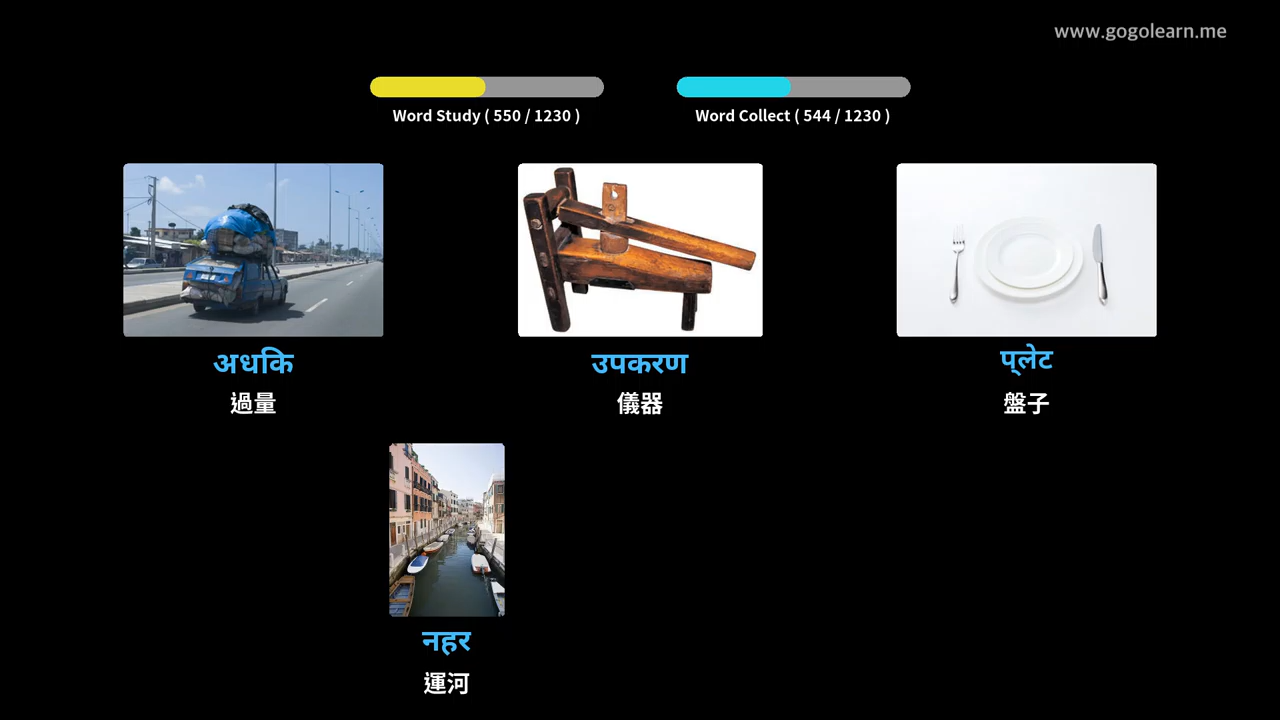 www.gogolearn.me
Word Study ( 550 / 1230 )
Word Collect ( 544 / 1230 )
अधकि
過量
उपकरण
儀器
प्लेट
盤子
नहर
運河